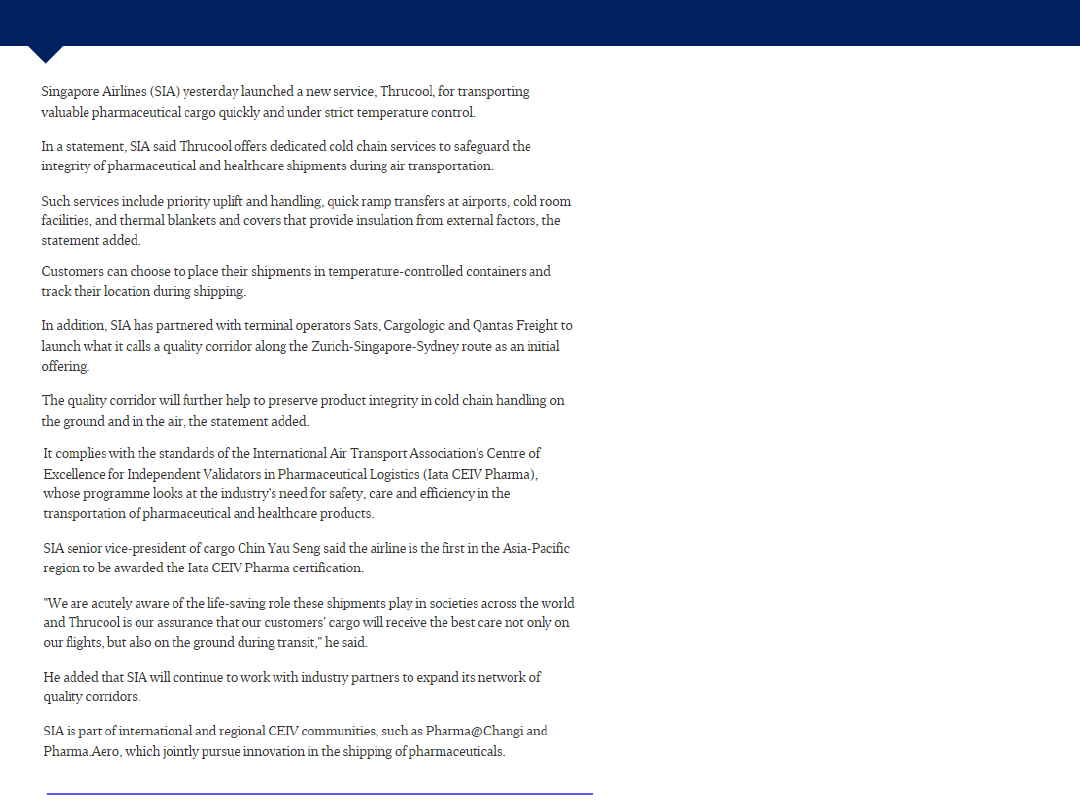 Singapore Airlines (SIA) yesterday launched a new service, Thrucool, for transporting
valuable pharmaceutical cargo quickly and under strict temperature control.
In a statement, SIA said Thrucool offers dedicated cold chain services to safeguard the
integrity of pharmaceutical and healthcare shipments during air transportation.
Such services include priority uplift and handling, quick ramp transfers at airports, cold room
facilities, and thermal blankets and covers that provide insulation from external factors, the
statement added.
Customers can choose to place their shipments in temperature-controlled containers and
track their location during shipping.
In addition, SIA has partnered with terminal operators Sats, Cargologic and Qantas Freight to
launch what it calls a quality corridor along the Zurich-Singapore-Sydney route as an initial
offering.
The quality corridor will further help to preserve product integrity in cold chain handling on
the ground and in the air, the statement added.
It complies with the standards of the International Air Transport Association's Centre of
Excellence for Independent Validators in Pharmaceutical Logistics (Iata CEIV Pharma),
whose programme looks at the industry's need for safety, care and efficiency in the
transportation of pharmaceutical and healthcare products.
SIA senior vice-president of cargo Chin Yau Seng said the airline is the first in the Asia-Pacific
region to be awarded the Iata CEIV Pharma certification.
"We are acutely aware of the life-saving role these shipments play in societies across the world
and Thrucool is our assurance that our customers' cargo will receive the best care not only on
our flights, but also on the ground during transit," he said.
He added that SIA will continue to work with industry partners to expand its network of
quality corridors.
SIA is part of international and regional CEIV communities, such as Pharma@Changi and
Pharma.Aero, which jointly pursue innovation in the shipping of pharmaceuticals.